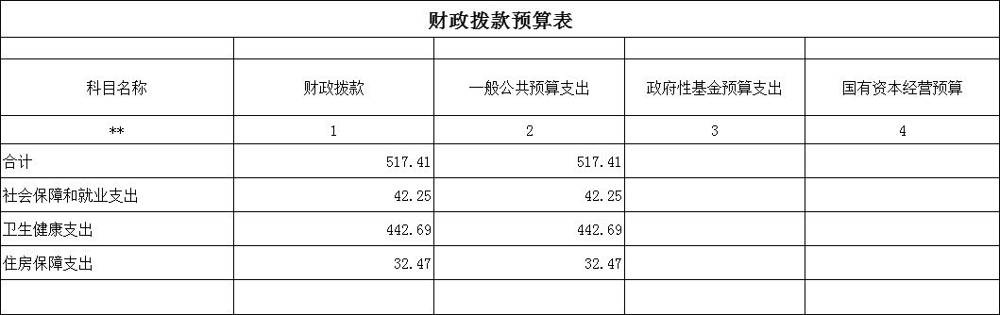 财政拨款预算表
科目名称 财政拨款 一般公共预算支出 政府性基金预算支出 国有资本经营预算
** 1 2 3 4
合计 517.41 517.41
社会保障和就业支出 42.25 42.25
卫生健康支出 442.69 442.69
住房保障支出 32.47 32.47